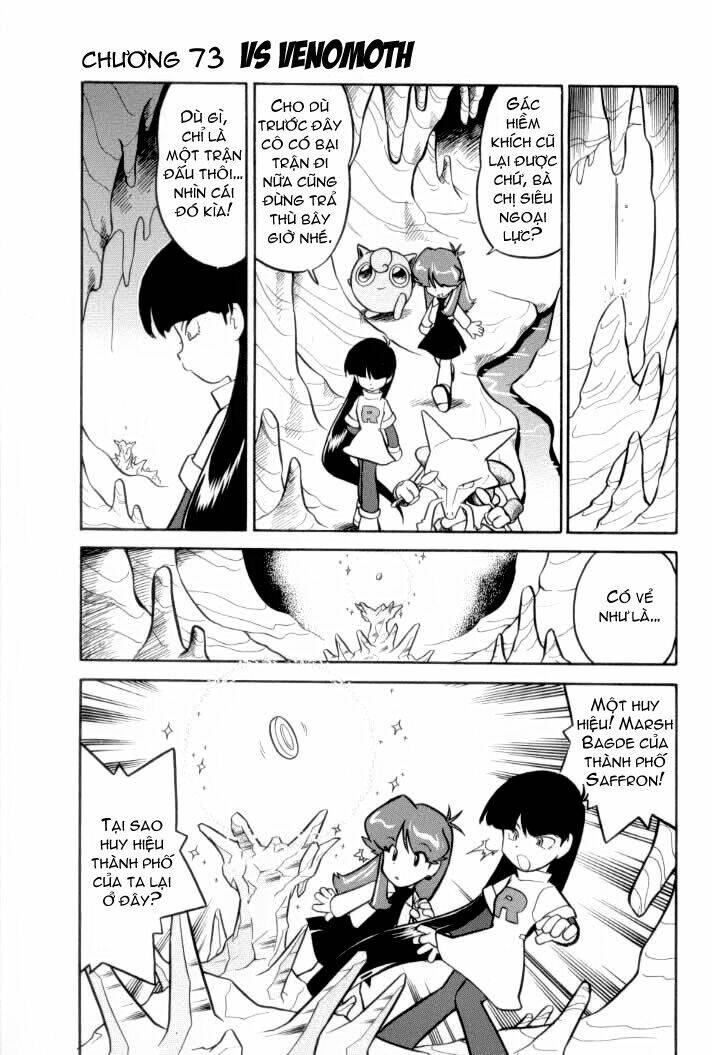 CHƯƠNG 73 VS VENOMOTH
GÁC
HIỀM
KHÍCH CŨ
LẠI ĐƯỢC
CHỨ, BÀ
CHỊ SIÊU
NGOẠI
LỰC?
CHO DÙ
TRƯỚC ĐÂY
CÔ CÓ BẠI
TRẬN ĐI
NỮA CŨNG
ĐỪNG TRẢ
THÙ BÂY
GIỜ NHÉ.
DÙ GÌ,
CHỈ LÀ
MỘT TRẬN
ĐẤU THÔI...
NHÌN CÁI
ĐÓ KÌA!
R
CÓ VẺ
NHƯ LÀ...
MỘT HUY
HIỆU! MARSH
BAGDE CỦA
THÀNH PHỐ
SAFFRON!
TẠI SAO
HUY HIỆU
THÀNH PHỐ
CỦA TA LẠI
Ở ĐÂY?
R